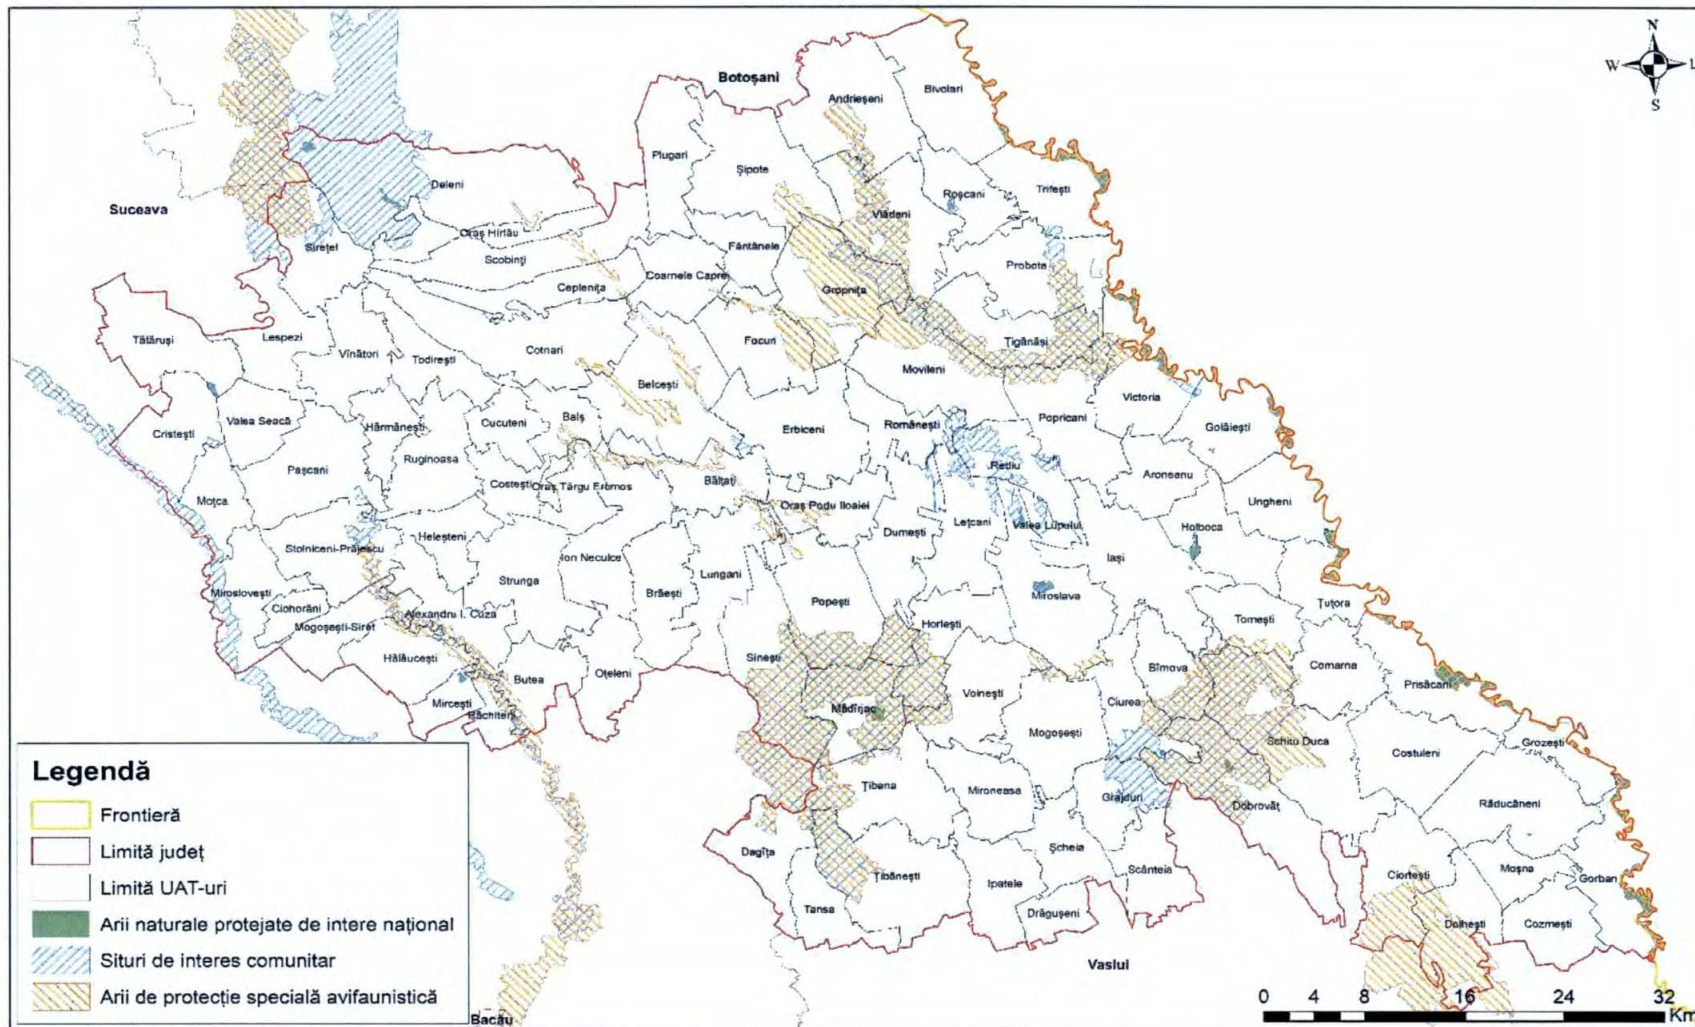 N
W
L
S
Botoșani
Bivolari
Andrieșeni
Plugari
Șipote
Trifești
Roșcani
Deleni
Suceava
Vlădeni
Oraș Hîrlău
Sirețel
Fântânele
Scobinți
Probota
Coarnele Caprei
Ceplenița
Gropnița
Tătăruși
Lespezi
Focuri
Țigănași
Vînători
Todirești
Cotnari
Movileni
Belcești
Victoria
Valea Seacă
Popricani
Balș
Cucuteni
Românești
Golăiești
Hărmănești
Erbiceni
Cristești
Ruginoasa
Rediu
Pașcani
Aroneanu
Bălțați
Costești
Oraș Târgu Frumos
Moțca
Ungheni
Oraș Podu Iloaiei
Lețcani
Valea Lupului
Holboca
Dumești
Heleșteni
Stolniceni-Prăjescu
Ion Neculce
Iași
Lungani
Strunga
Miroslovești
Brăești
Miroslava
Popești
Ciohorăni
Țuțora
Alexandru I. Cuza
Tomești
Mogoșești-Siret
Horlești
Hălăucești
Sinești
Bîrnova
Comarna
Oțeleni
Butea
Voinești
Prisăcani
Mircești
Ciurea
Mădîrjac
Răchiteni
Mogoșești
Schitu Duca
Grozești
Costuleni
Țibana
Mironeasa
Grajduri
Dobrovăț
Răducăneni
Șcheia
Dagîța
Scânteia
Moșna
Ciortești
Țibănești
Gorban
Ipatele
Tansa
Drăgușeni
Dolhești
Cozmești
Vaslui
Bacău
Legendă
Frontieră
Limită județ
Limită UAT-uri
Arii naturale protejate de intere național
Situri de interes comunitar
Arii de protecție specială avifaunistică
0 4 8 16 24 32
Km